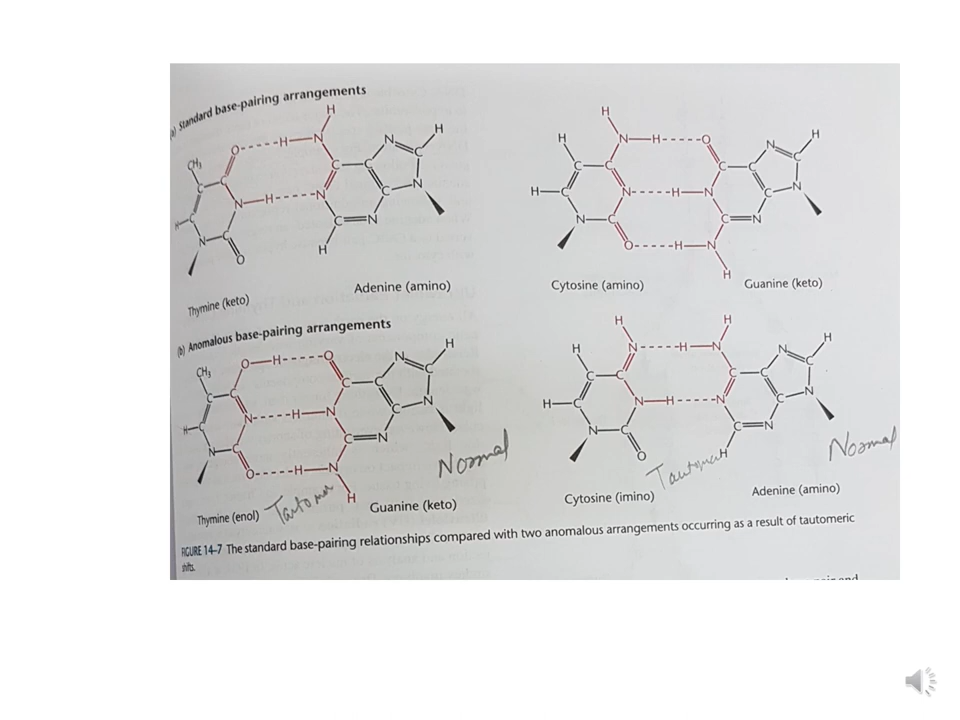 (a) Standard base-pairing arrangements
Thymine (keto)
Adenine (amino)
Cytosine (amino)
Guanine (keto)
(b) Anomalous base-pairing arrangements
Thymine (enol)
Tautomer
Guanine (keto)
Normal
Cytosine (imino)
Tautomer
Adenine (amino)
Normal
FIGURE 14-7 The standard base-pairing relationships compared with two anomalous arrangements occurring as a result of tautomeric
shifts.